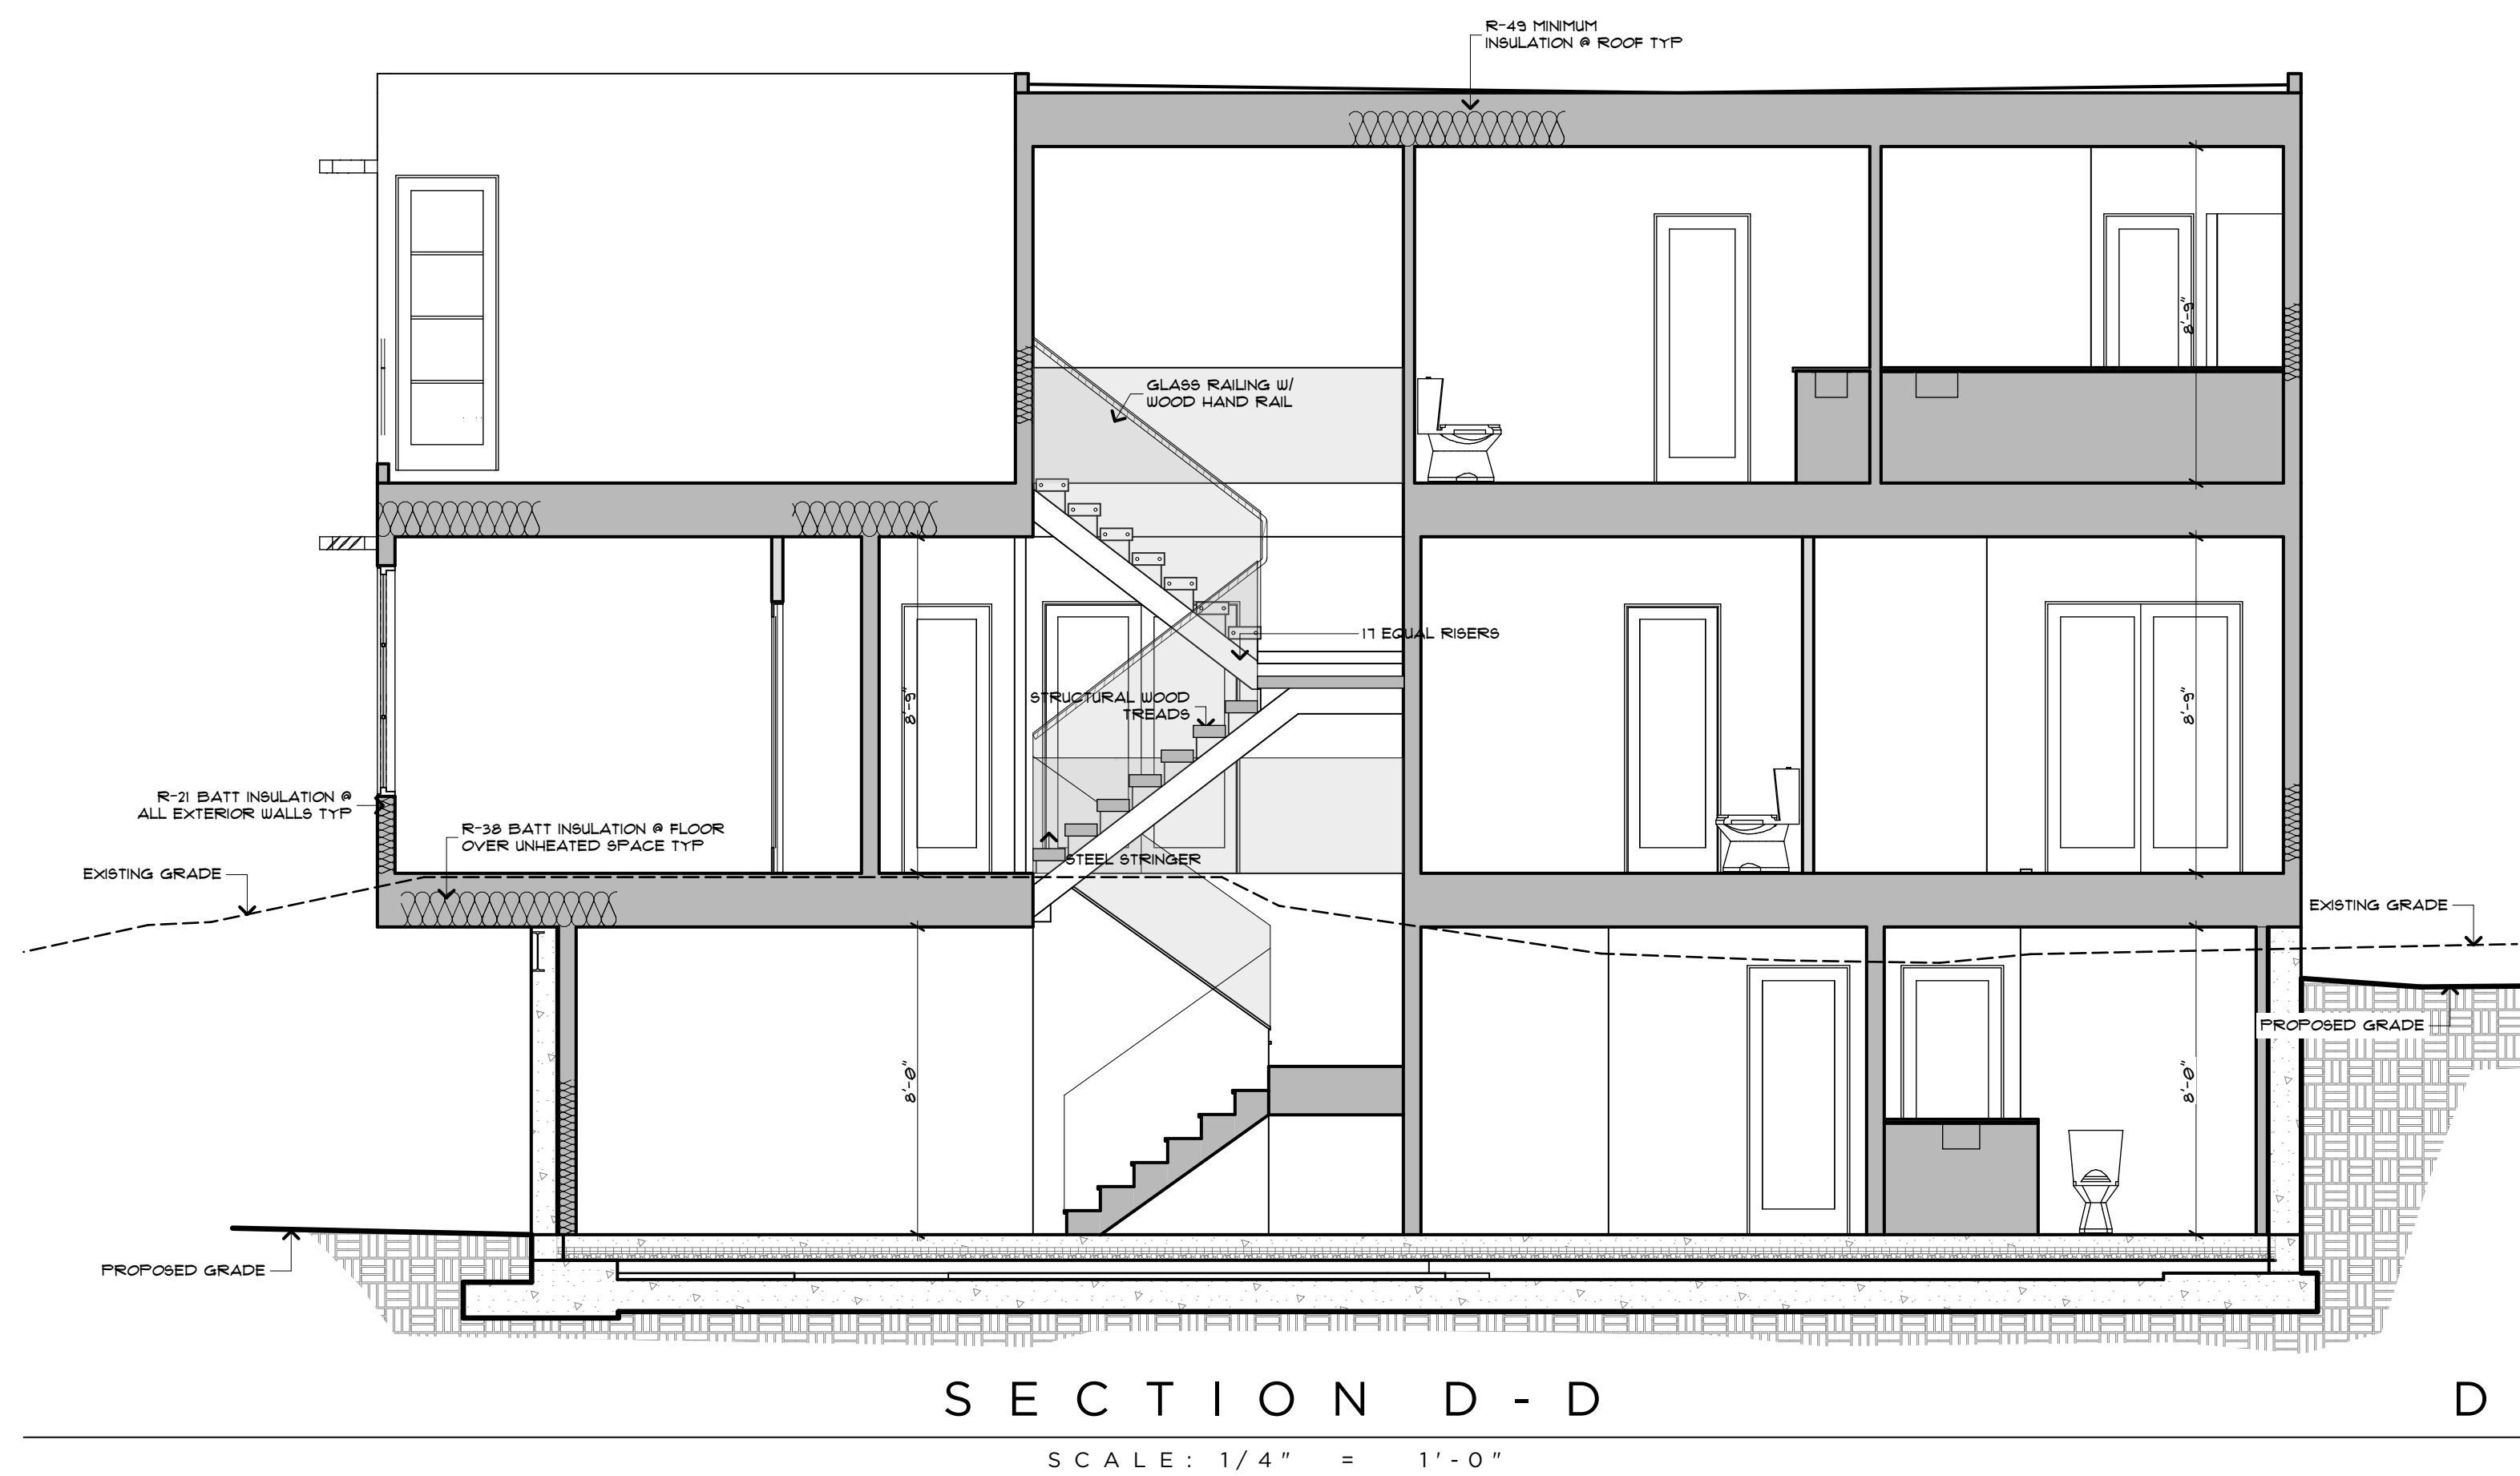 R-49 MINIMUM
INSULATION @ ROOF TYP
8'-9"
GLASS RAILING W/
WOOD HAND RAIL
17 EQUAL RISERS
STRUCTURAL WOOD
TREADS
8'-9"
8'-9"
R-21 BATT INSULATION @
ALL EXTERIOR WALLS TYP
R-38 BATT INSULATION @ FLOOR
OVER UNHEATED SPACE TYP
STEEL STRINGER
EXISTING GRADE
EXISTING GRADE
PROPOSED GRADE
8'-0"
8'-0"
PROPOSED GRADE
SECTION D-D
D
SCALE: 1/4" = 1'-0"